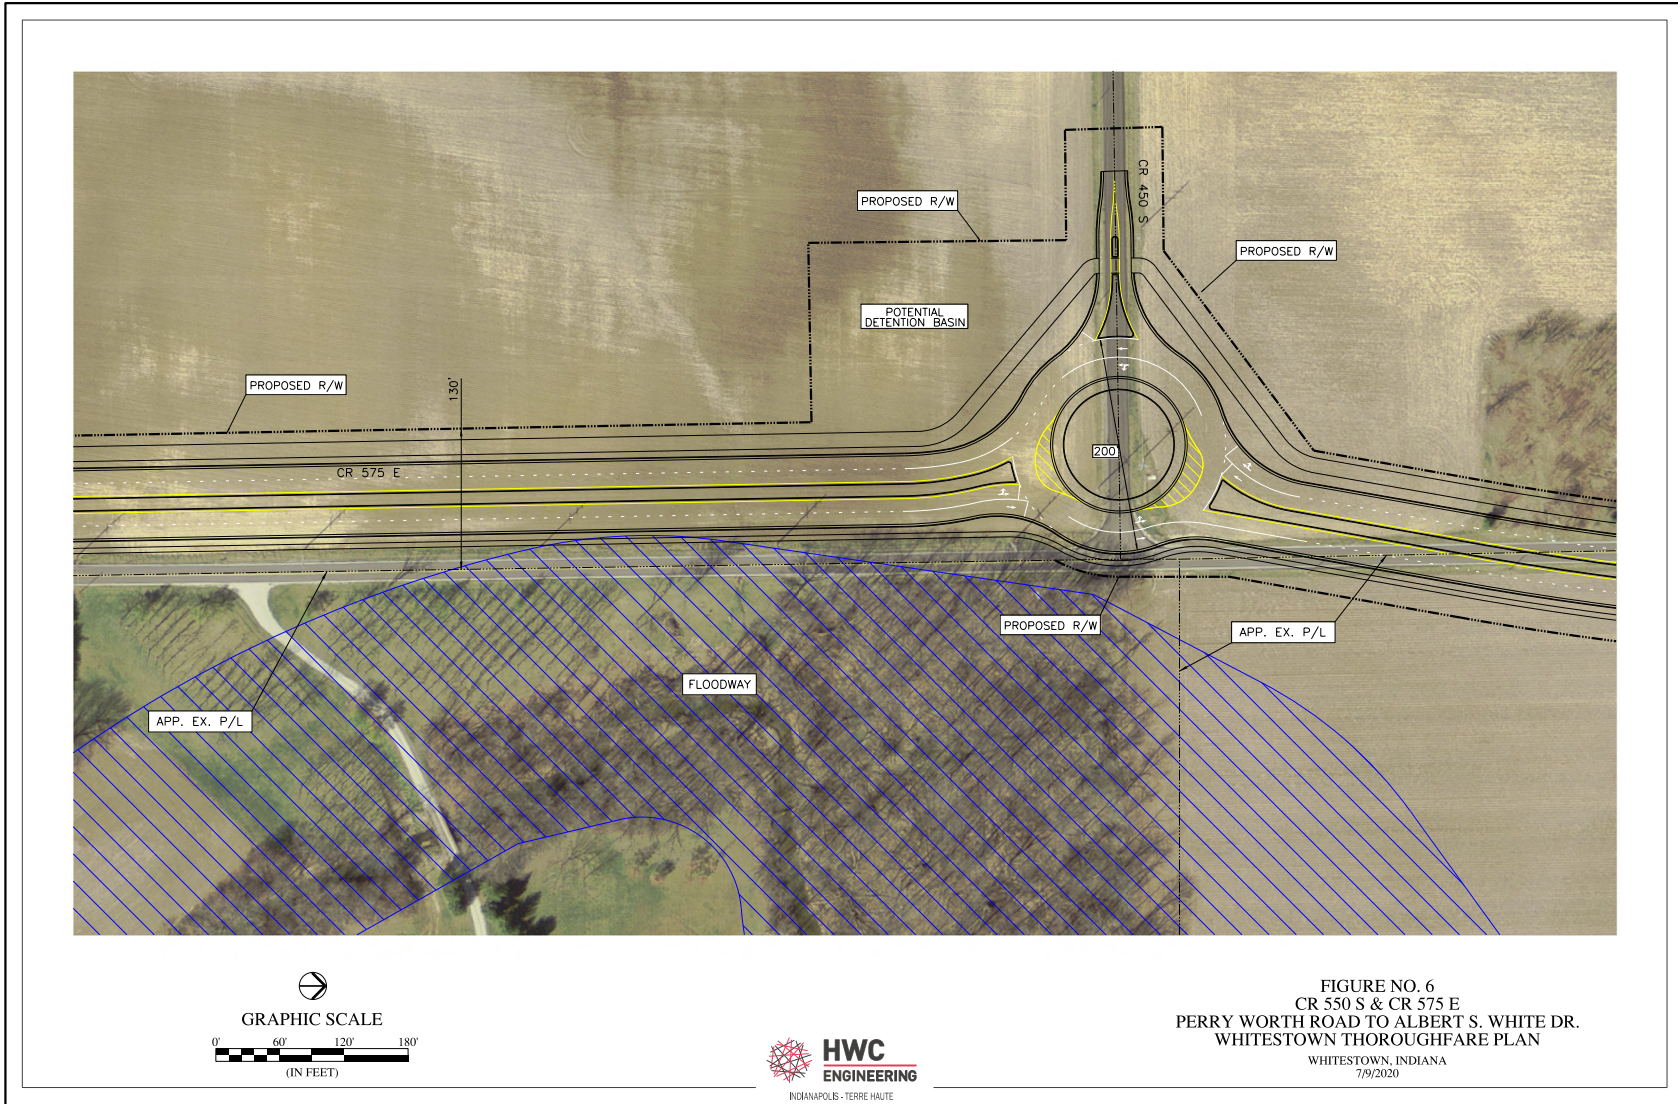 CR 450 S
PROPOSED R/W
PROPOSED R/W
POTENTIAL
DETENTION BASIN
PROPOSED R/W
130'
200'
CR 575 E
PROPOSED R/W
APP. EX. P/L
FLOODWAY
APP. EX. P/L
GRAPHIC SCALE
0' 60' 120' 180'
(IN FEET)
HWC
ENGINEERING
INDIANAPOLIS - TERRE HAUTE
FIGURE NO. 6
CR 550 S & CR 575 E
PERRY WORTH ROAD TO ALBERT S. WHITE DR.
WHITESTOWN THOROUGHFARE PLAN
WHITESTOWN, INDIANA
7/9/2020